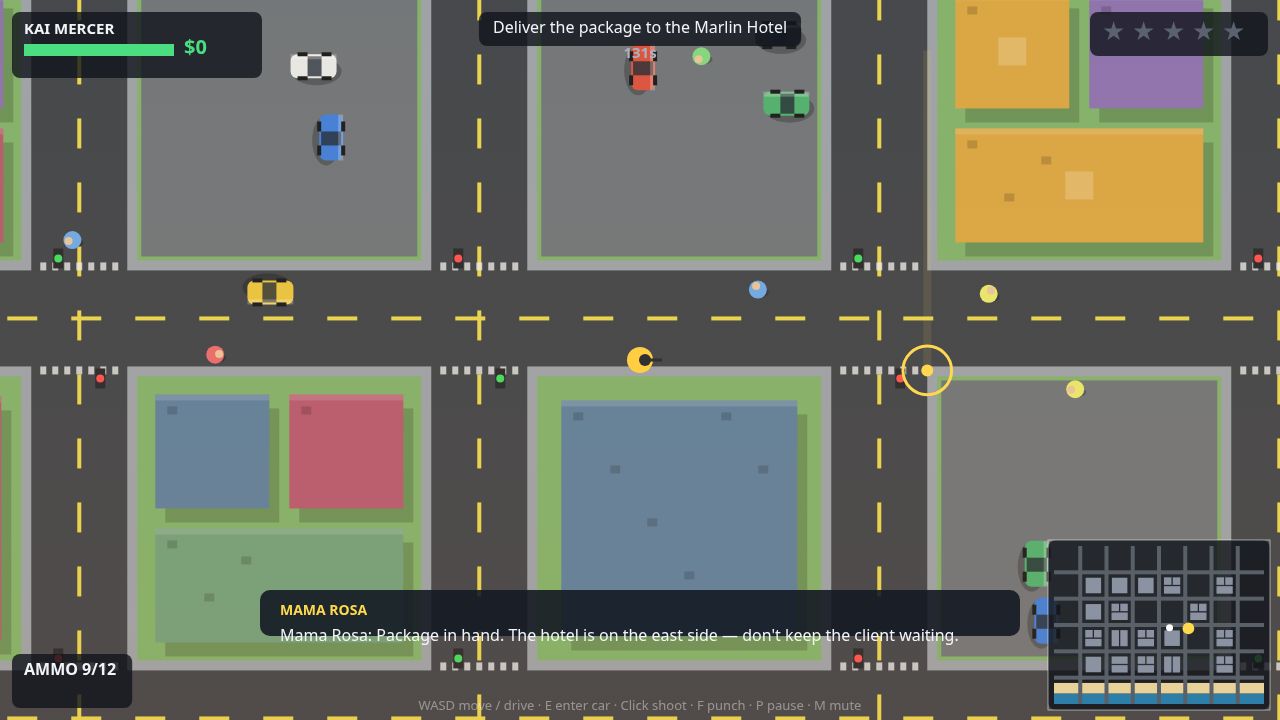 KAI MERCER
$0
Deliver the package to the Marlin Hotel
131s
★ ★ ★ ★ ★
MAMA ROSA
Mama Rosa: Package in hand. The hotel is on the east side — don't keep the client waiting.
AMMO 9/12
WASD move / drive · E enter car · Click shoot · F punch · P pause · M mute